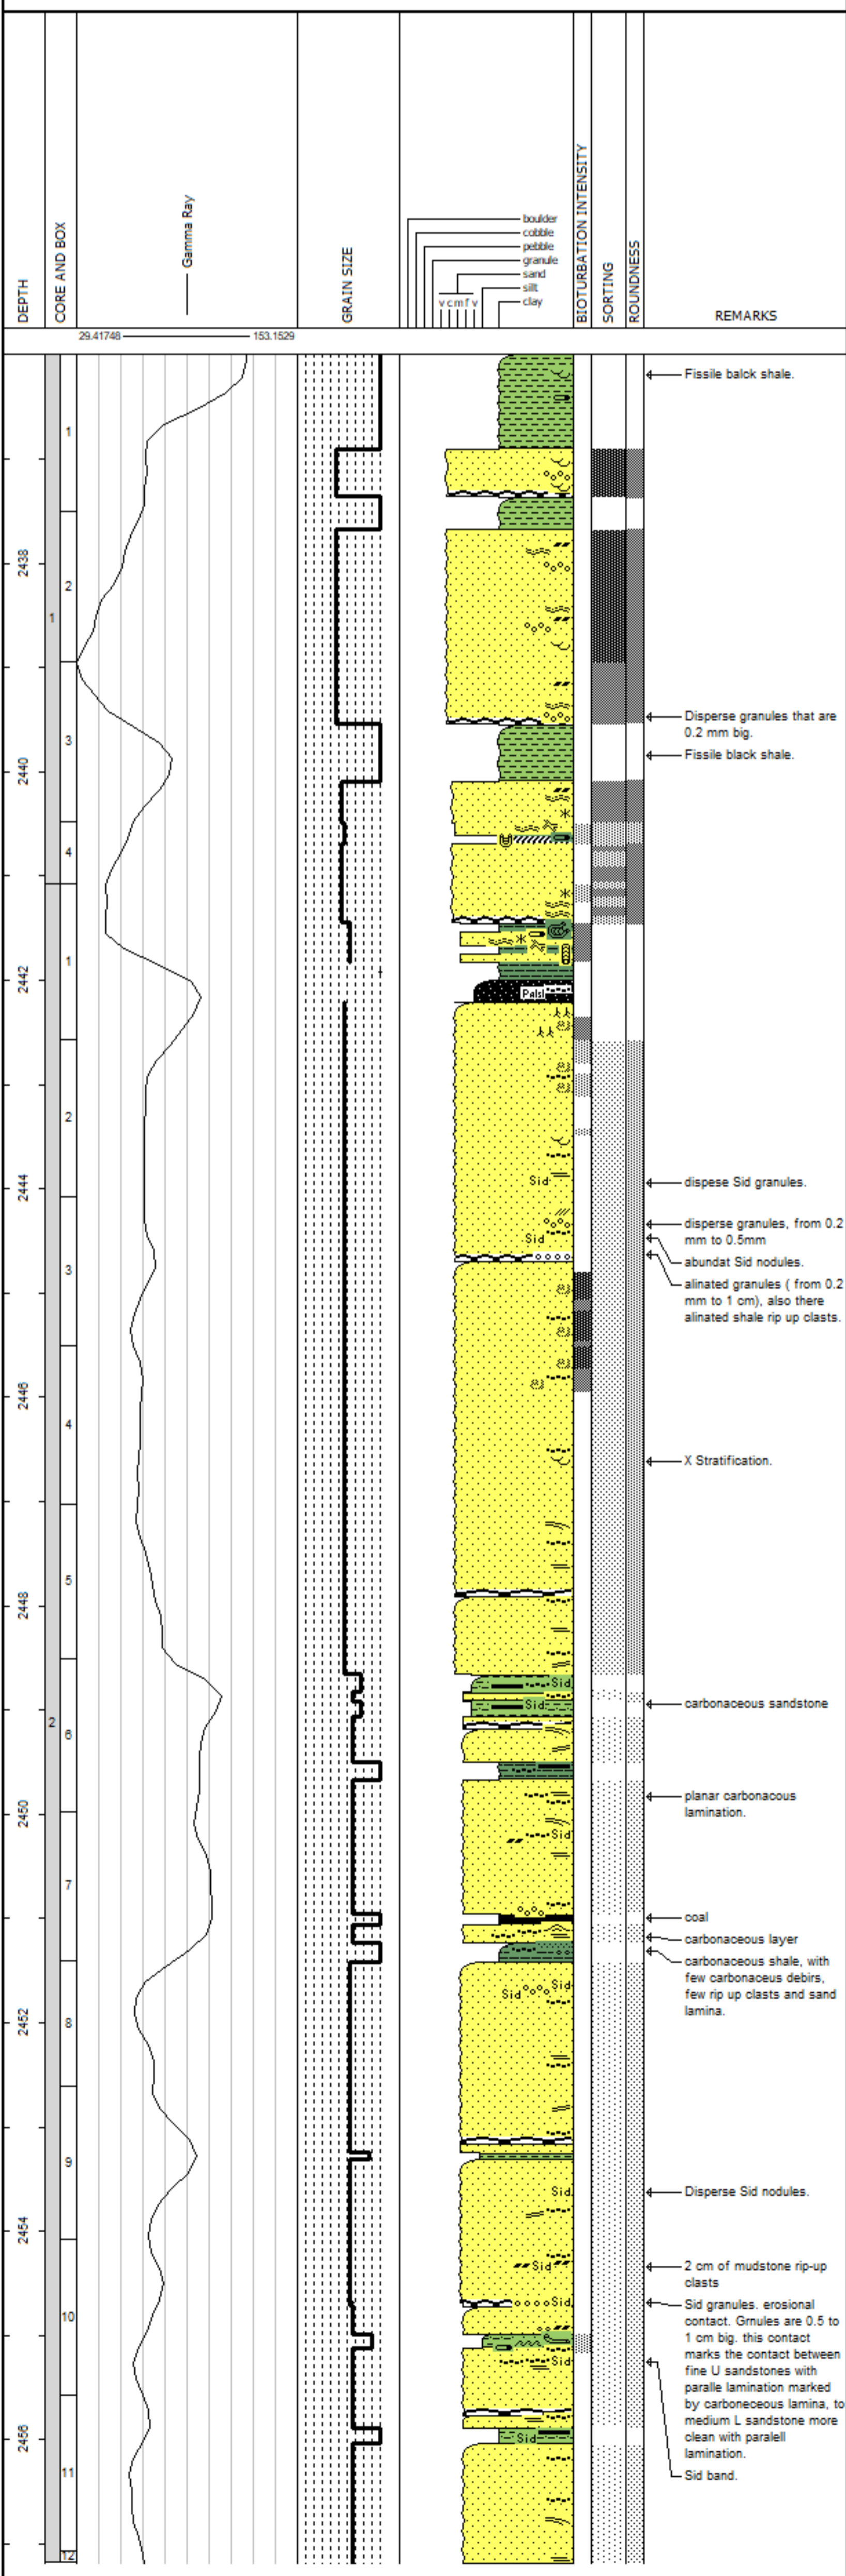 DEPTH
CORE AND BOX
Gamma Ray
GRAIN SIZE
boulder
cobble
pebble
granule
sand
silt
clay
v c m f v
BIOTURBATION INTENSITY
SORTING
ROUNDNESS
REMARKS
29.41748
153.1529
Fissile balck shale.
1
2438
2
1
Disperse granules that are
0.2 mm big.
3
Fissile black shale.
2440
4
1
2442
Palsl
2
2444
Sid
dispese Sid granules.
disperse granules, from 0.2
mm to 0.5mm
Sid
abundat Sid nodules.
3
alinated granules ( from 0.2
mm to 1 cm), also there
alinated shale rip up clasts.
2446
4
X Stratification.
5
2448
Sid
Sid
carbonaceous sandstone
2
6
2450
planar carbonacous
lamination.
Sid
7
coal
carbonaceous layer
carbonaceous shale, with
few carbonaceus debirs,
few rip up clasts and sand
lamina.
Sid
Sid
2452
8
9
Sid
Disperse Sid nodules.
2454
Sid
2 cm of mudstone rip-up
clasts
Sid
Sid granules. erosional
contact. Grnules are 0.5 to
1 cm big. this contact
marks the contact between
fine U sandstones with
paralle lamination marked
by carboneceous lamina, to
medium L sandstone more
clean with paralell
lamination.
10
Sid
2456
Sid
11
Sid band.
12